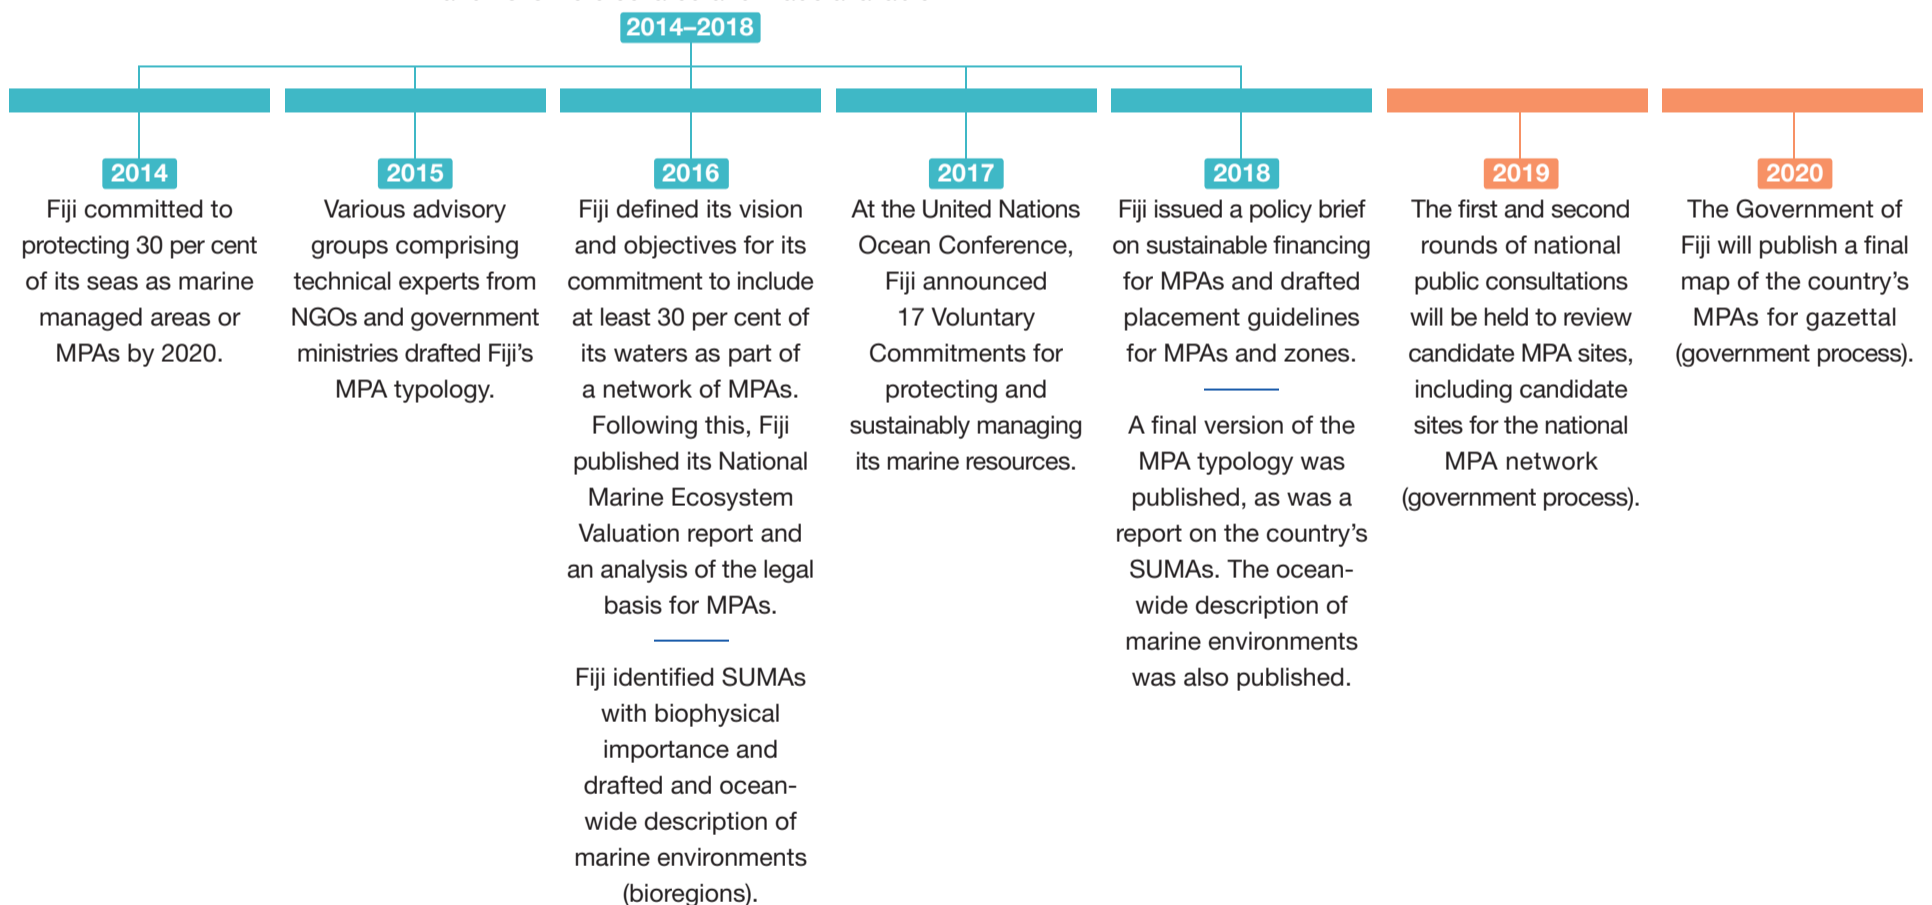 2014–2018
2014
Fiji committed to
protecting 30 per cent
of its seas as marine
managed areas or
MPAs by 2020.
2015
Various advisory
groups comprising
technical experts from
NGOs and government
ministries drafted Fiji’s
MPA typology.
2016
Fiji defined its vision
and objectives for its
commitment to include
at least 30 per cent of
its waters as part of
a network of MPAs.
Following this, Fiji
published its National
Marine Ecosystem
Valuation report and
an analysis of the legal
basis for MPAs.
Fiji identified SUMAs
with biophysical
importance and
drafted and ocean-
wide description of
marine environments
(bioregions).
2017
At the United Nations
Ocean Conference,
Fiji announced
17 Voluntary
Commitments for
protecting and
sustainably managing
its marine resources.
2018
Fiji issued a policy brief
on sustainable financing
for MPAs and drafted
placement guidelines
for MPAs and zones.
A final version of the
MPA typology was
published, as was a
report on the country’s
SUMAs. The ocean-
wide description of
marine environments
was also published.
2019
The first and second
rounds of national
public consultations
will be held to review
candidate MPA sites,
including candidate
sites for the national
MPA network
(government process).
2020
The Government of
Fiji will publish a final
map of the country’s
MPAs for gazettal
(government process).